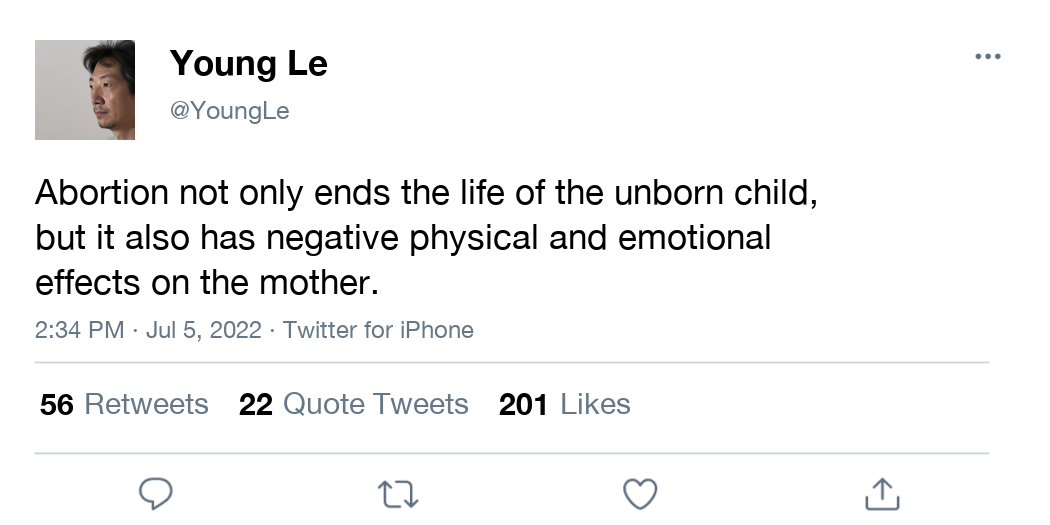 Young Le
@YoungLe
Abortion not only ends the life of the unborn child,
but it also has negative physical and emotional
effects on the mother.
2:34 PM · Jul 5, 2022 · Twitter for iPhone
56 Retweets 22 Quote Tweets 201 Likes